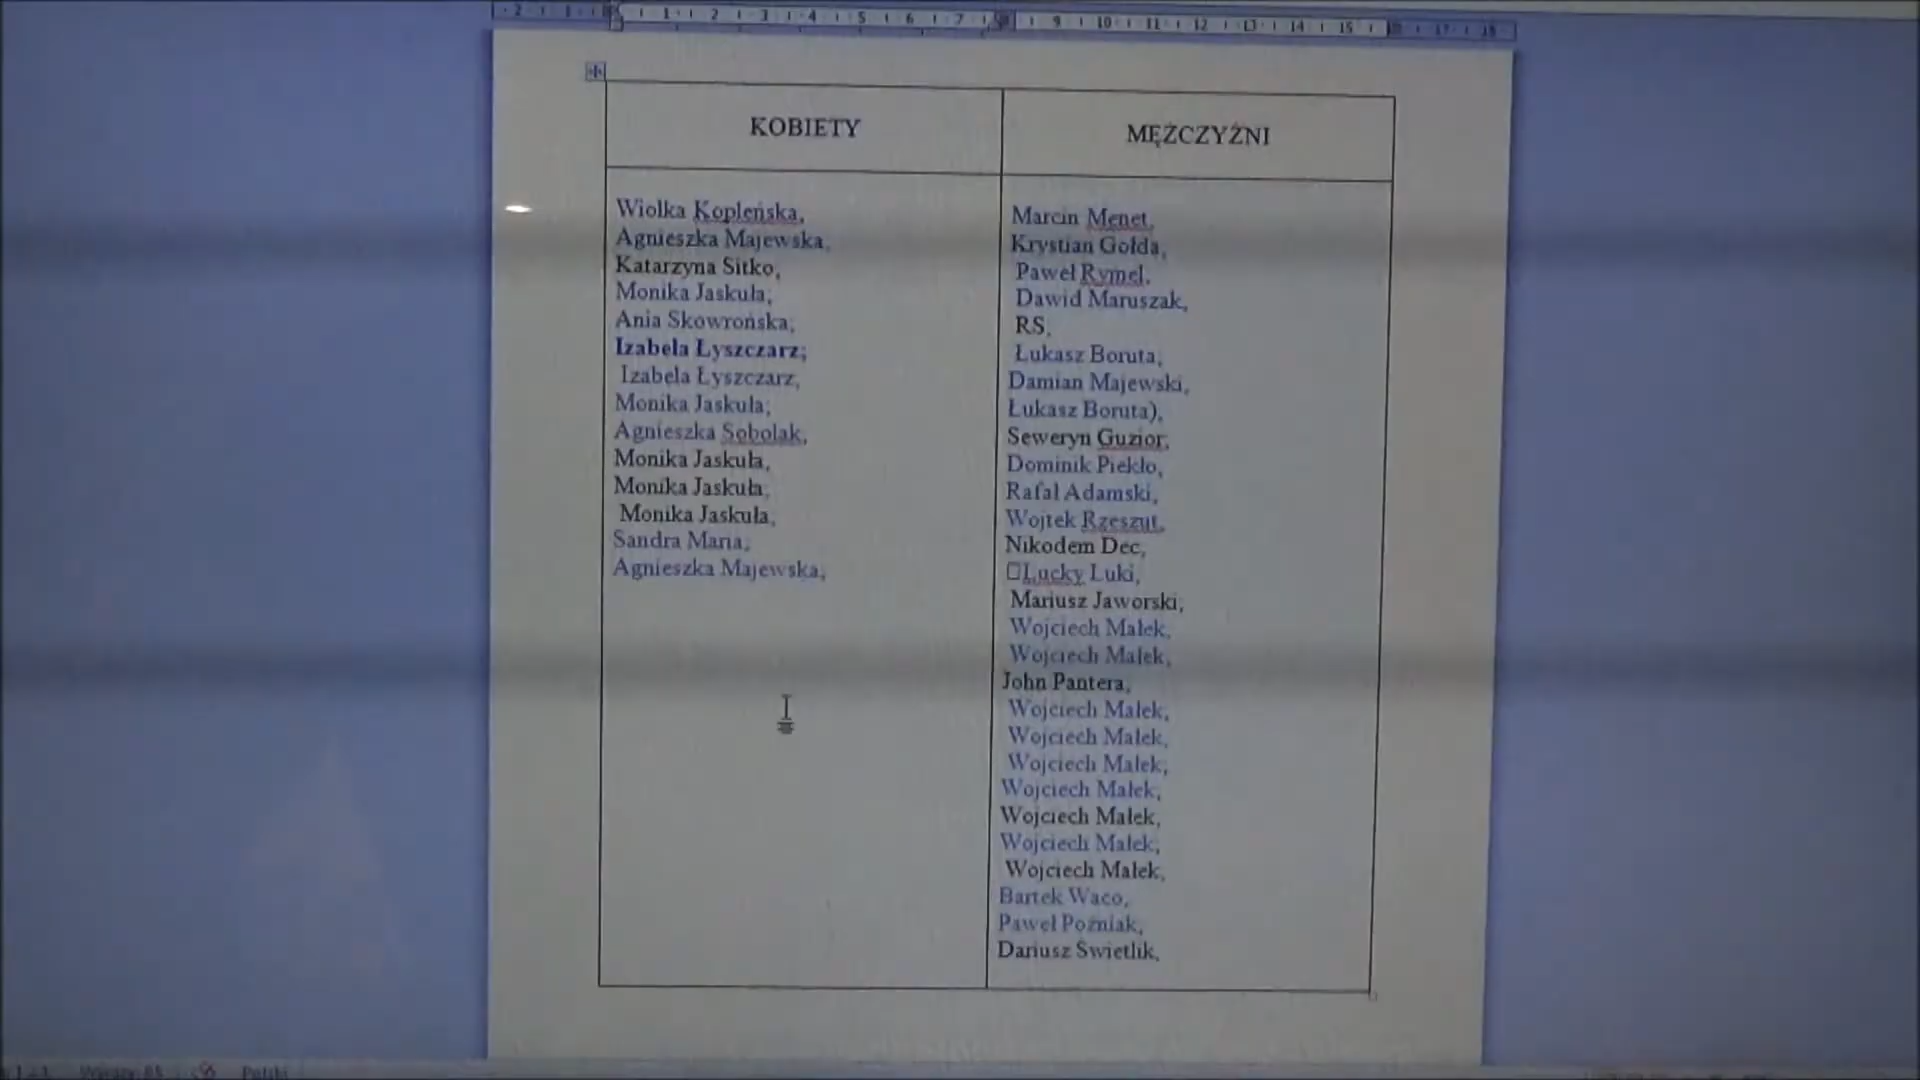 KOBIETY
MĘŻCZYŹNI
Wiolka Kopleńska,
Agnieszka Majewska,
Katarzyna Sitko,
Monika Jaskuła,
Ania Skowrońska,
Izabela Łyszczarz,
Izabela Łyszczarz,
Monika Jaskuła,
Agnieszka Sobolak,
Monika Jaskuła,
Monika Jaskuła,
Monika Jaskuła,
Sandra Maria,
Agnieszka Majewska,
Marcin Menet,
Krystian Gołda,
Paweł Rymel,
Dawid Maruszak,
RS,
Łukasz Boruta,
Damian Majewski,
Łukasz Boruta),
Seweryn Guzior,
Dominik Piekło,
Rafał Adamski,
Wojtek Rzeszut,
Nikodem Dec,
Lucky Luki,
Mariusz Jaworski,
Wojciech Małek,
Wojciech Małek,
John Pantera,
Wojciech Małek,
Wojciech Małek,
Wojciech Małek,
Wojciech Małek,
Wojciech Małek,
Wojciech Małek,
Wojciech Małek,
Bartek Waco,
Paweł Poźniak,
Dariusz Świetlik,